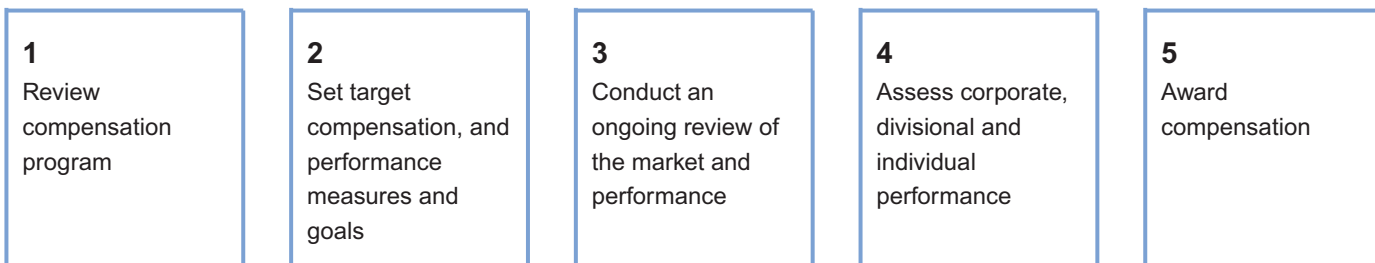 1
Review
compensation
program
2
Set target
compensation, and
performance
measures and
goals
3
Conduct an
ongoing review of
the market and
performance
4
Assess corporate,
divisional and
individual
performance
5
Award
compensation